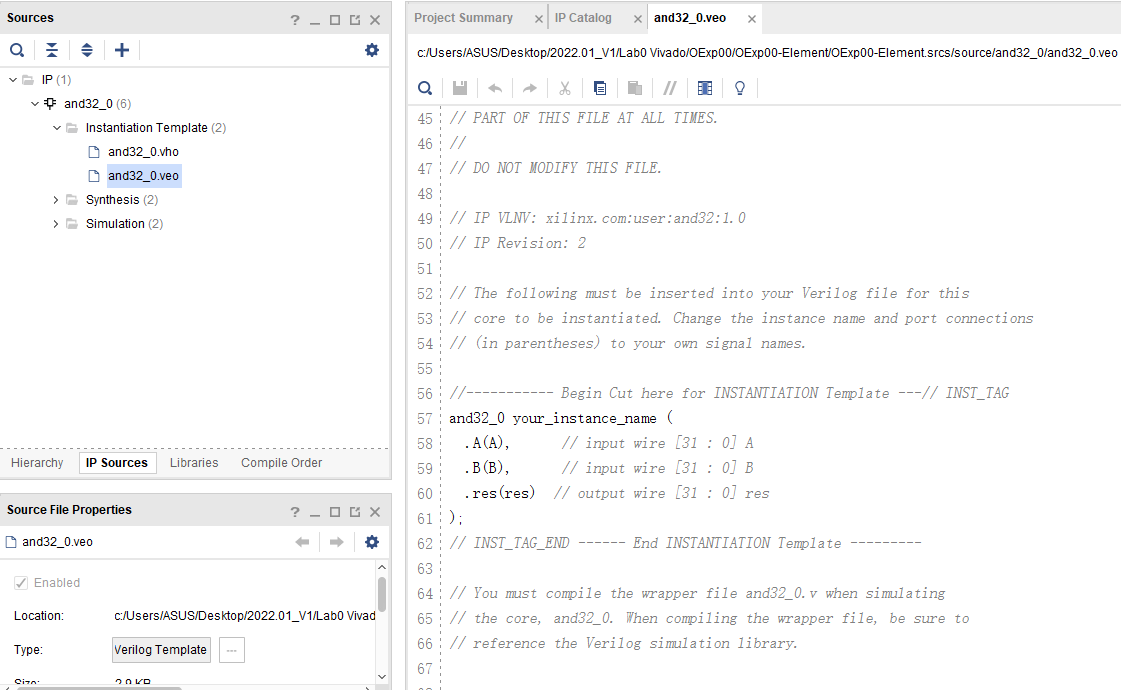 Sources
? _
IP (1)
and32_0 (6)
Instantiation Template (2)
and32_0.vho
and32_0.veo
Synthesis (2)
Simulation (2)
Hierarchy IP Sources Libraries Compile Order
Source File Properties
? _
and32_0.veo
Enabled
Location: c:/Users/ASUS/Desktop/2022.01_V1/Lab0 Vivad
Type: Verilog Template ...
Size: 2.9 KB
Project Summary × IP Catalog × and32_0.veo ×
c:/Users/ASUS/Desktop/2022.01_V1/Lab0 Vivado/OExp00/OExp00-Element/OExp00-Element.srcs/source/and32_0/and32_0.veo
45 // PART OF THIS FILE AT ALL TIMES.
46 //
47 // DO NOT MODIFY THIS FILE.
48
49 // IP VLNV: xilinx.com:user:and32:1.0
50 // IP Revision: 2
51
52 // The following must be inserted into your Verilog file for this
53 // core to be instantiated. Change the instance name and port connections
54 // (in parentheses) to your own signal names.
55
56 //----------- Begin Cut here for INSTANTIATION Template ---// INST_TAG
57 and32_0 your_instance_name (
58 .A(A), // input wire [31 : 0] A
59 .B(B), // input wire [31 : 0] B
60 .res(res) // output wire [31 : 0] res
61 );
62 // INST_TAG_END ------ End INSTANTIATION Template ---------
63
64 // You must compile the wrapper file and32_0.v when simulating
65 // the core, and32_0. When compiling the wrapper file, be sure to
66 // reference the Verilog simulation library.
67